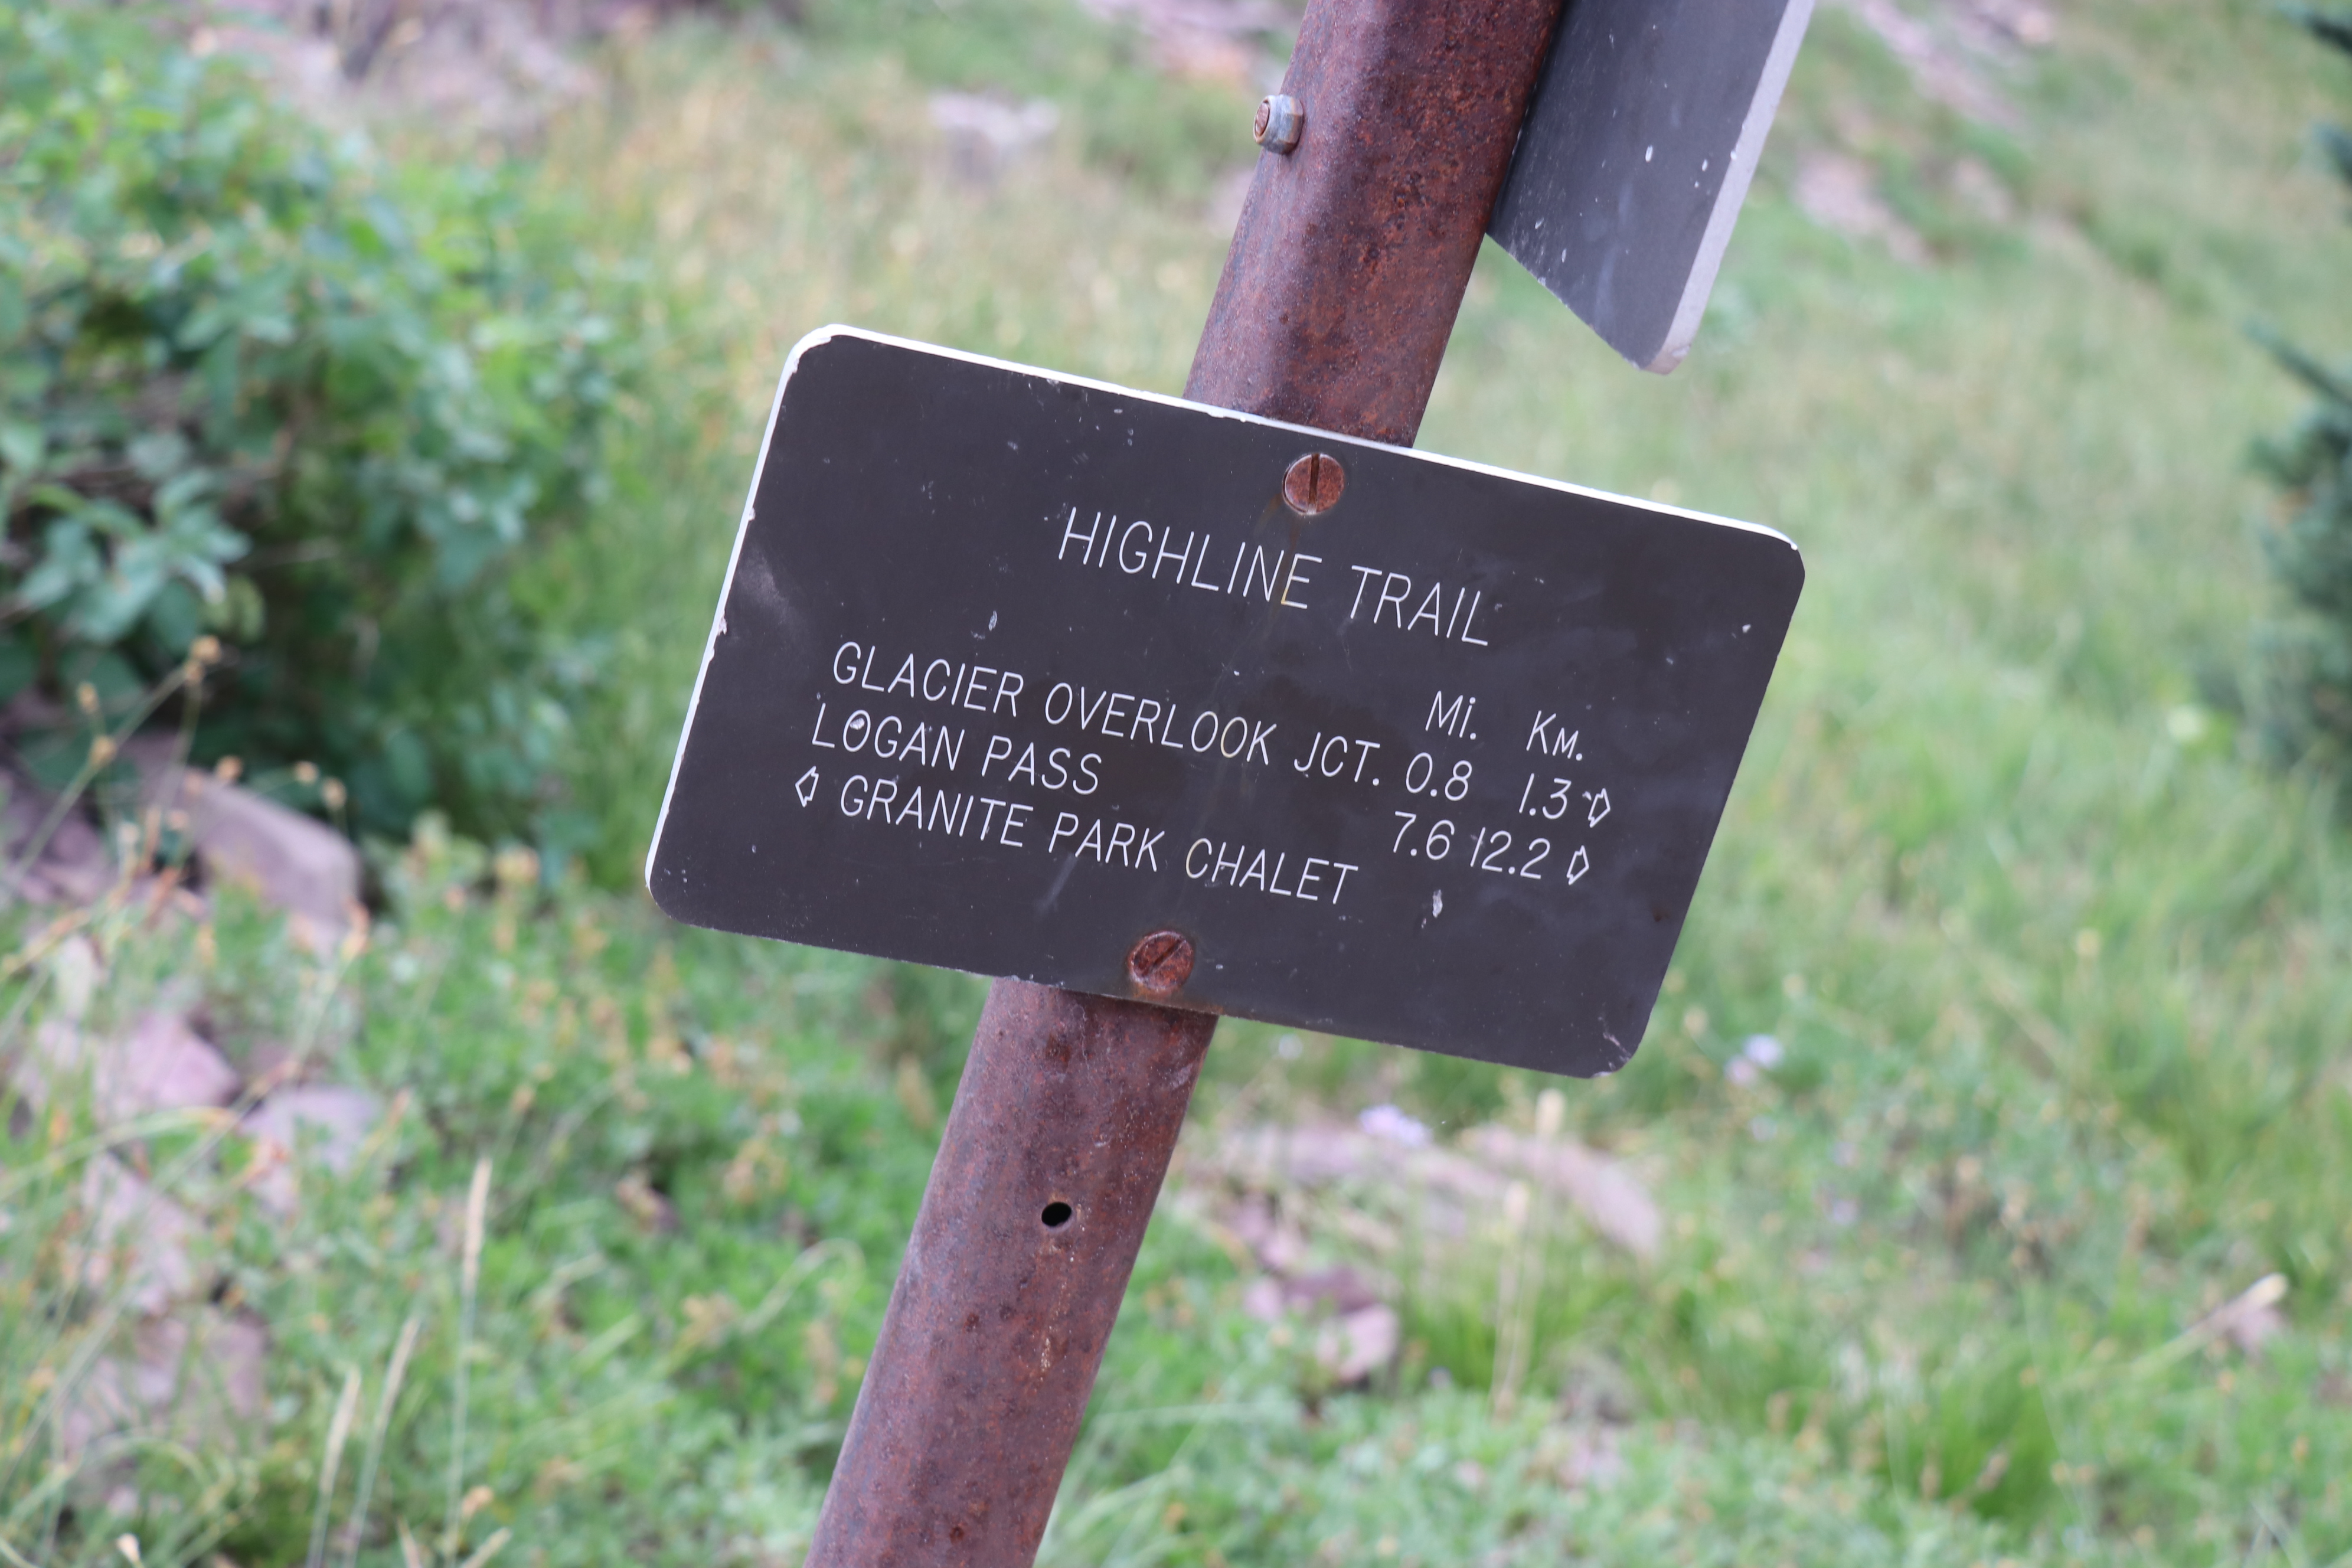 HIGHLINE TRAIL
Mi. Km.
GLACIER OVERLOOK JCT. 0.8 1.3
LOGAN PASS 7.6 12.2
GRANITE PARK CHALET